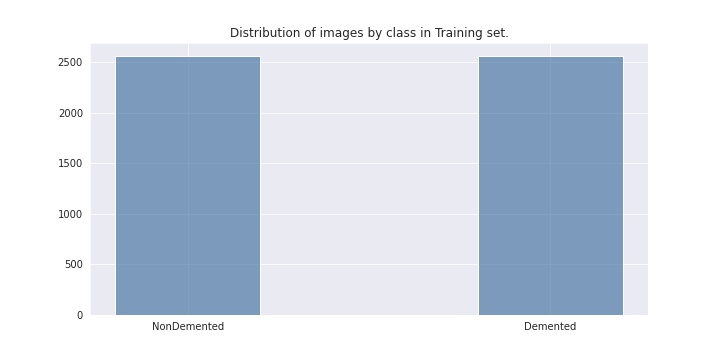 Distribution of images by class in Training set.
2500
2000
1500
1000
500
0
NonDemented
Demented